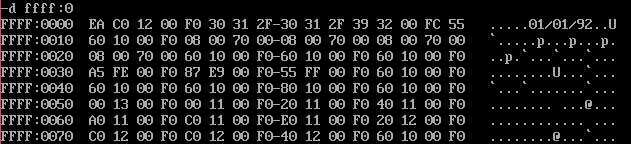 -d ffff:0
FFFF:0000 EA C0 12 00 F0 30 31 2F-30 31 2F 39 32 00 FC 55 .....01/01/92..U
FFFF:0010 60 10 00 F0 08 00 70 00-08 00 70 00 08 00 70 00 `.....p...p...p.
FFFF:0020 08 00 70 00 60 10 00 F0-60 10 00 F0 60 10 00 F0 ..p.`...`...`...
FFFF:0030 A5 FE 00 F0 87 E9 00 F0-55 FF 00 F0 60 10 00 F0 ........U...`...
FFFF:0040 60 10 00 F0 60 10 00 F0-80 10 00 F0 60 10 00 F0 `...`.......`...
FFFF:0050 00 13 00 F0 00 11 00 F0-20 11 00 F0 40 11 00 F0 ........ ...@...
FFFF:0060 A0 11 00 F0 C0 11 00 F0-E0 11 00 F0 20 12 00 F0 ............ ...
FFFF:0070 C0 12 00 F0 C0 12 00 F0-40 12 00 F0 60 10 00 F0 ........@...`...